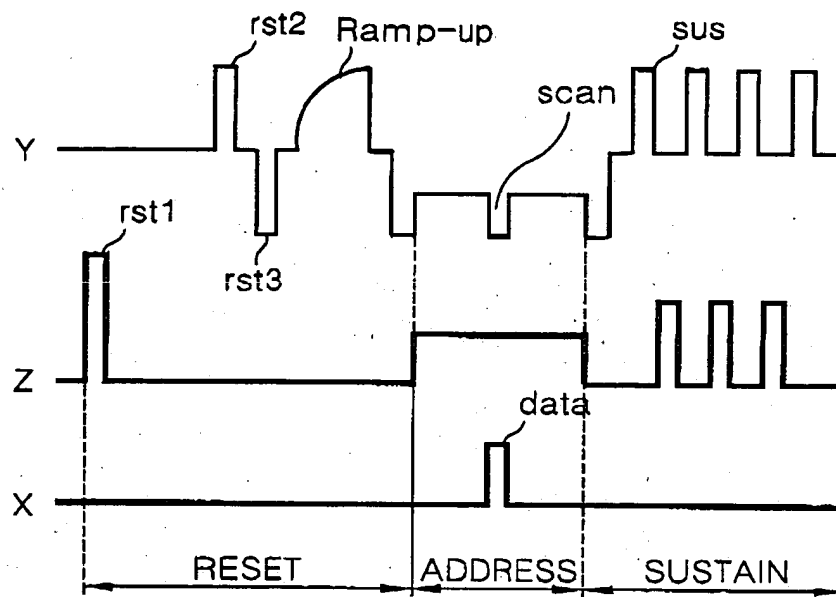 rst2
Ramp-up
sus
scan
Y
rst1
rst3
Z
data
X
RESET
ADDRESS
SUSTAIN